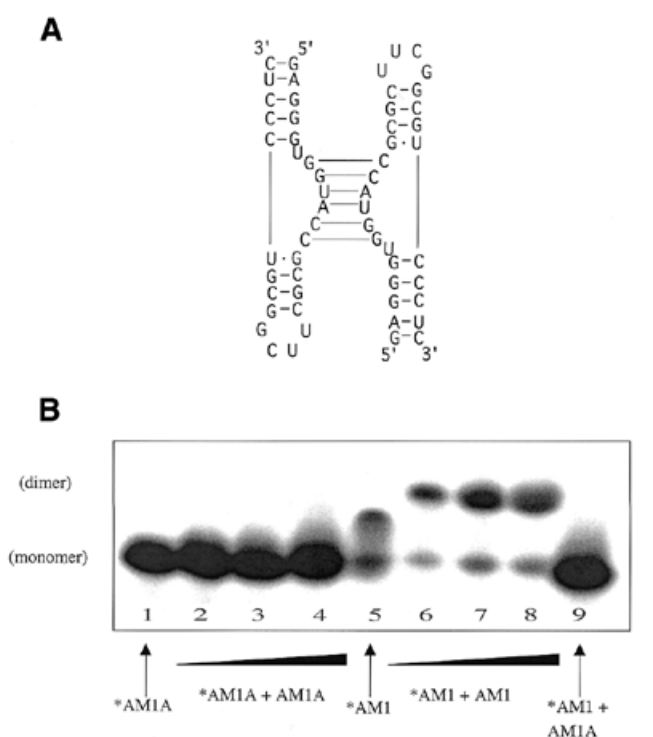 A
3' 5' U C
C–G U G
U–A C–G
C G G–C
C–G C–G
C–G G·U
U
G C
G C
U A
A U
C G
C G
U
U·G G–C
G–C G–C
C–G G–C
G–C A U
G U G–C
C U 5' 3'
B
(dimer)
(monomer)
1 2 3 4 5 6 7 8 9
*AM1A *AM1A + AM1A *AM1 *AM1 + AM1 *AM1 +
AM1A